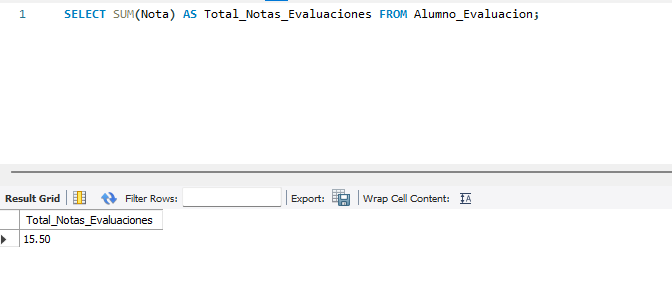 1 SELECT SUM(Nota) AS Total_Notas_Evaluaciones FROM Alumno_Evaluacion;
Result Grid Filter Rows: Export: Wrap Cell Content:
Total_Notas_Evaluaciones
15.50